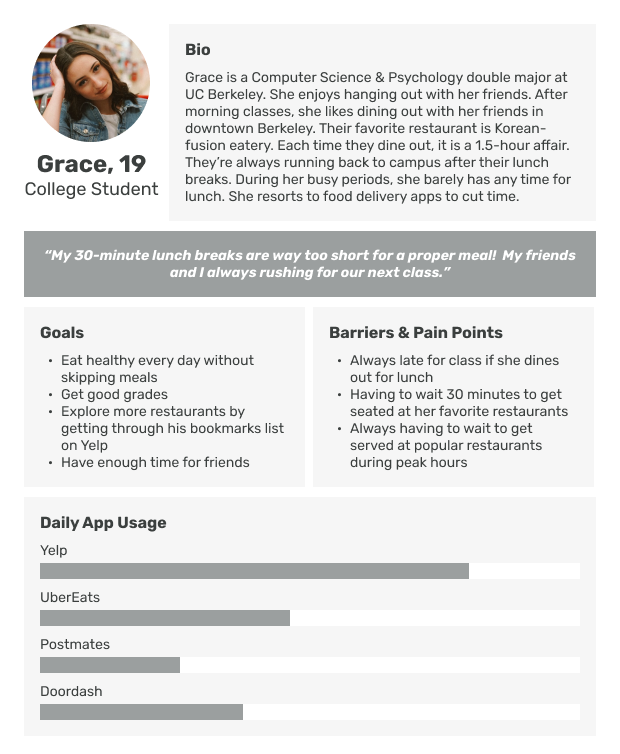 Grace, 19
College Student
Bio
Grace is a Computer Science & Psychology double major at
UC Berkeley. She enjoys hanging out with her friends. After
morning classes, she likes dining out with her friends in
downtown Berkeley. Their favorite restaurant is Korean-
fusion eatery. Each time they dine out, it is a 1.5-hour affair.
They’re always running back to campus after their lunch
breaks. During her busy periods, she barely has any time for
lunch. She resorts to food delivery apps to cut time.
“My 30-minute lunch breaks are way too short for a proper meal! My friends
and I always rushing for our next class.”
Goals
• Eat healthy every day without
skipping meals
• Get good grades
• Explore more restaurants by
getting through his bookmarks list
on Yelp
• Have enough time for friends
Barriers & Pain Points
• Always late for class if she dines
out for lunch
• Having to wait 30 minutes to get
seated at her favorite restaurants
• Always having to wait to get
served at popular restaurants
during peak hours
Daily App Usage
Yelp
UberEats
Postmates
Doordash